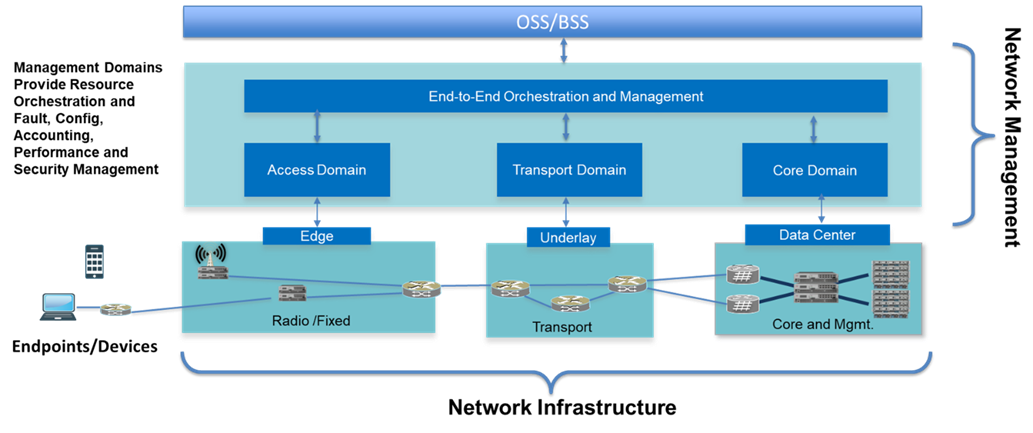 OSS/BSS
Management Domains
Provide Resource
Orchestration and
Fault, Config,
Accounting,
Performance and
Security Management
End-to-End Orchestration and Management
Access Domain
Transport Domain
Core Domain
Network Management
Edge
Underlay
Data Center
Radio /Fixed
Transport
Core and Mgmt.
Endpoints/Devices
Network Infrastructure